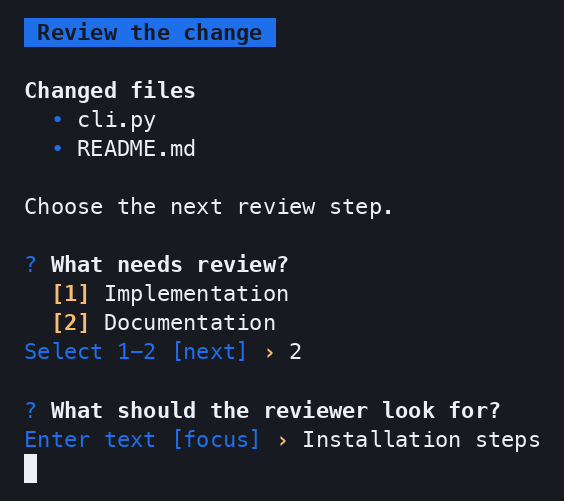 Review the change
Changed files
• cli.py
• README.md
Choose the next review step.
? What needs review?
[1] Implementation
[2] Documentation
Select 1–2 [next] › 2
? What should the reviewer look for?
Enter text [focus] › Installation steps